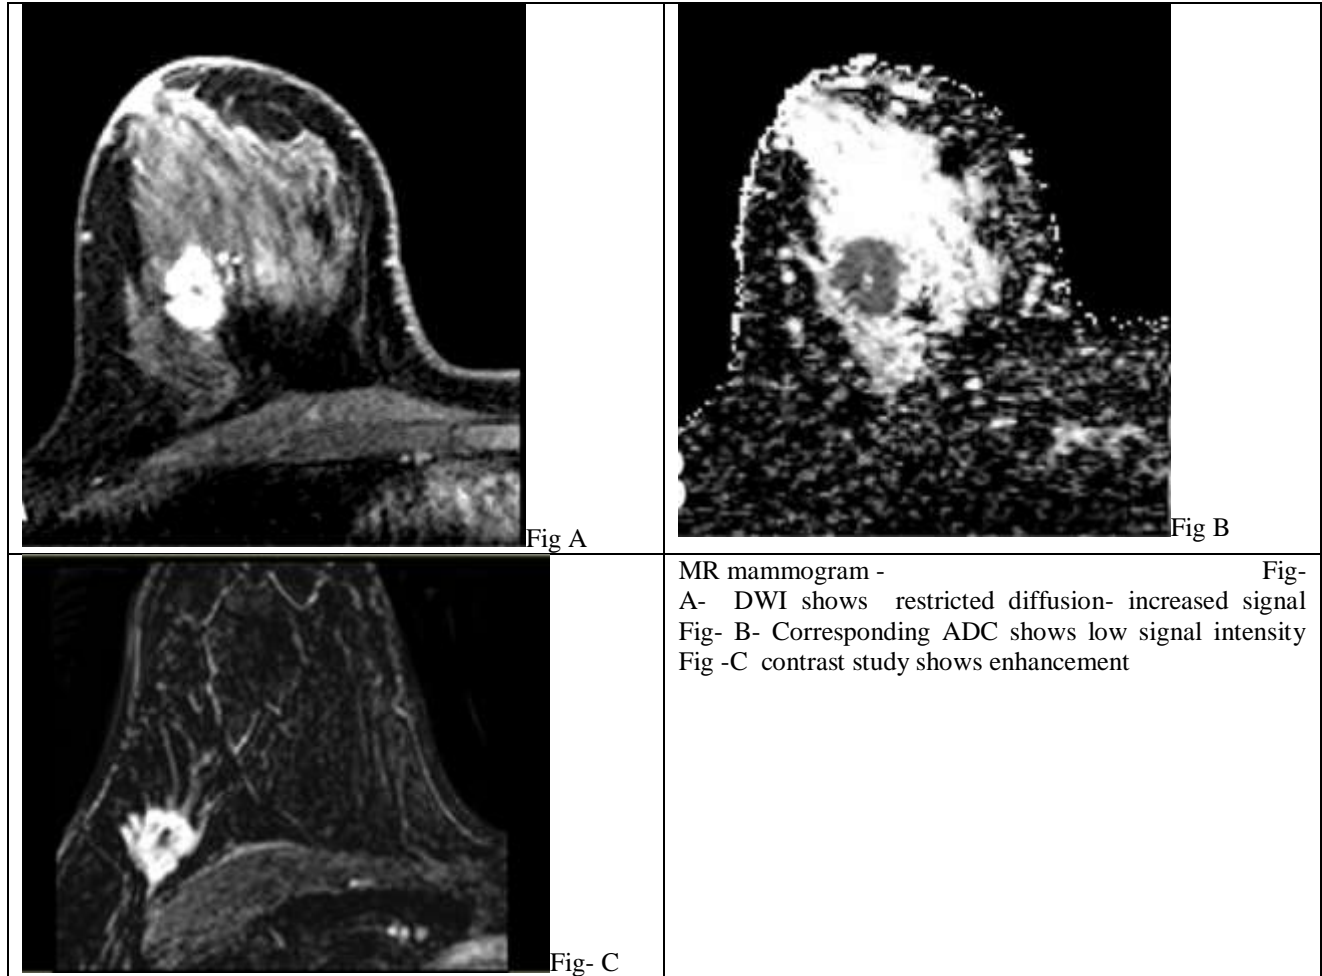 Fig A
Fig B
MR mammogram - Fig-
A- DWI shows restricted diffusion- increased signal
Fig- B- Corresponding ADC shows low signal intensity
Fig -C contrast study shows enhancement
Fig- C